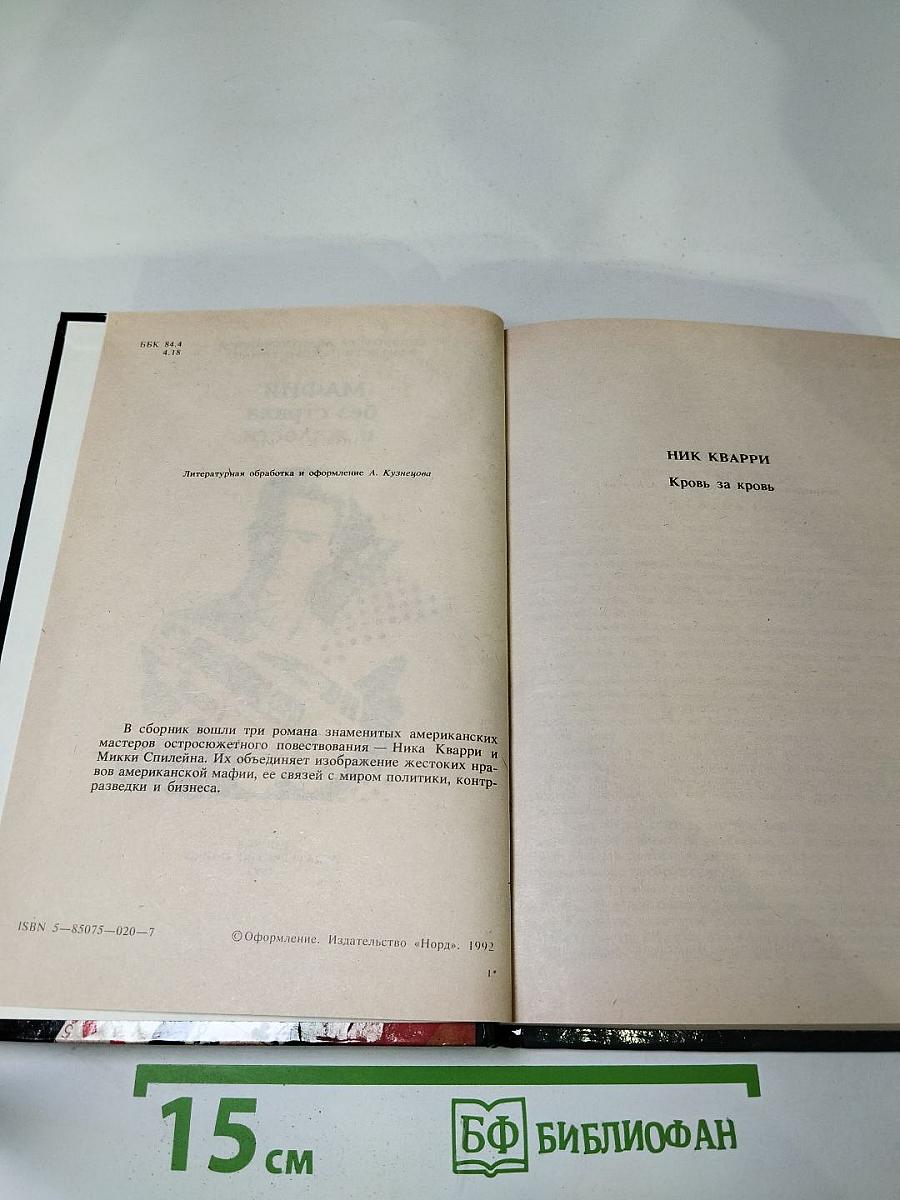 ББК 84.4
4.18
Литературная обработка и оформление А. Кузнецова
В сборник вошли три романа знаменитых американских
мастеров остросюжетного повествования — Ника Кварри и
Микки Спилейна. Их объединяет изображение жестоких нра-
вов американской мафии, ее связей с миром политики, контр-
разведки и бизнеса.
ISBN 5—85075—020—7
© Оформление. Издательство «Норд». 1992
1*
НИК КВАРРИ
Кровь за кровь
15 см
БФ БИБЛИОФАН